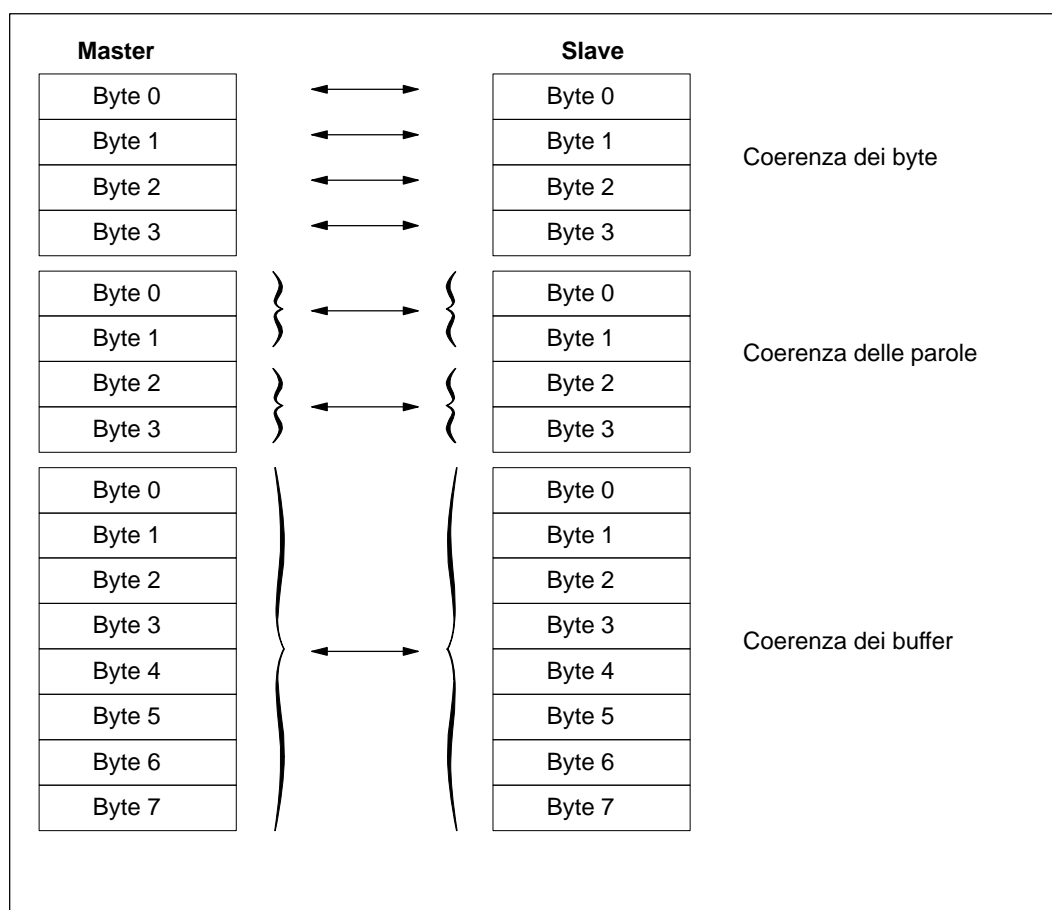 Master Slave
Byte 0 Byte 0
Byte 1 Byte 1
Byte 2 Byte 2
Byte 3 Byte 3
Coerenza dei byte
Byte 0 Byte 0
Byte 1 Byte 1
Byte 2 Byte 2
Byte 3 Byte 3
Coerenza delle parole
Byte 0 Byte 0
Byte 1 Byte 1
Byte 2 Byte 2
Byte 3 Byte 3
Byte 4 Byte 4
Byte 5 Byte 5
Byte 6 Byte 6
Byte 7 Byte 7
Coerenza dei buffer